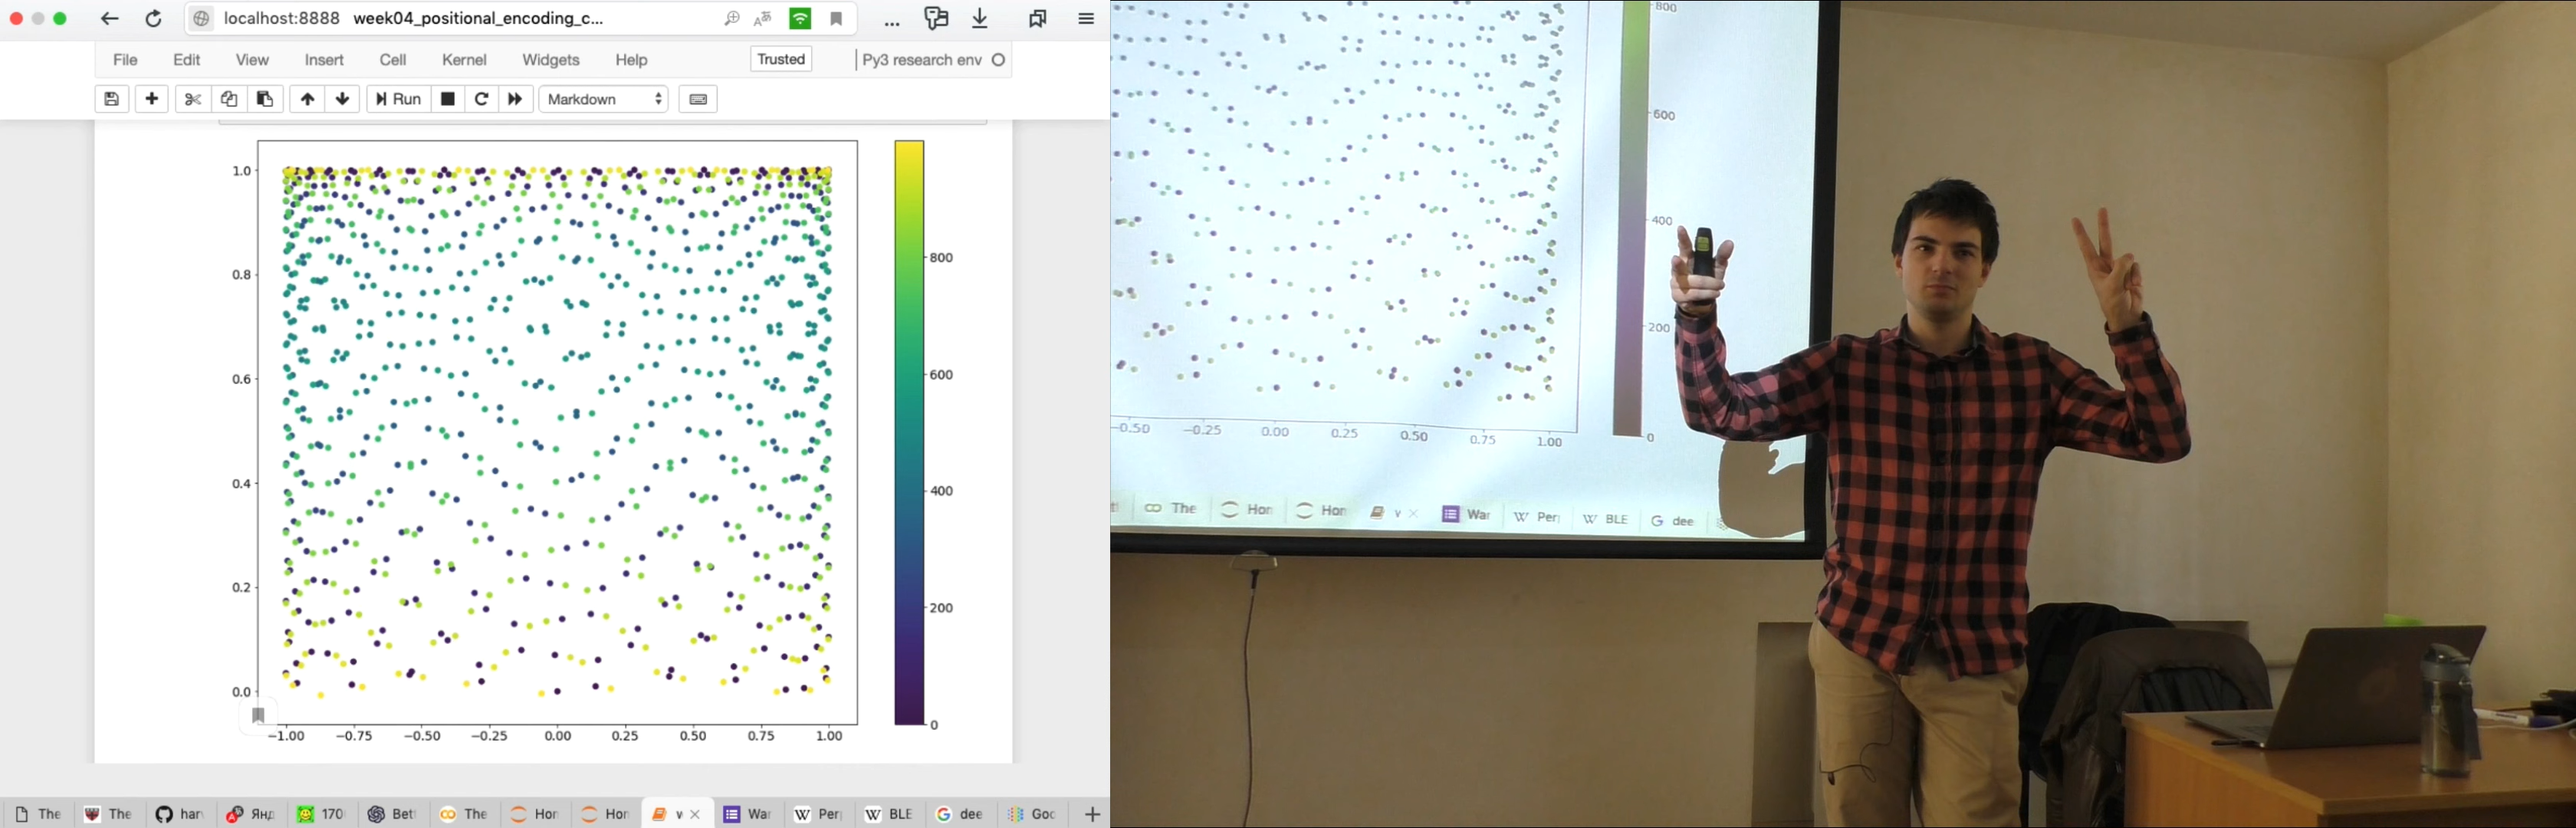 localhost:8888 week04_positional_encoding_c...
File Edit View Insert Cell Kernel Widgets Help Trusted Py3 research env
Run Markdown
1.0
0.8
0.6
0.4
0.2
0.0
−1.00 −0.75 −0.50 −0.25 0.00 0.25 0.50 0.75 1.00
800
600
400
200
0
The The har Янд 170 Bet The Hor Hor v War Per BLE dee Goo
800
600
400
200
0
−0.50 −0.25 0.00 0.25 0.50 0.75 1.00
The Hor Hor v War Per BLE dee